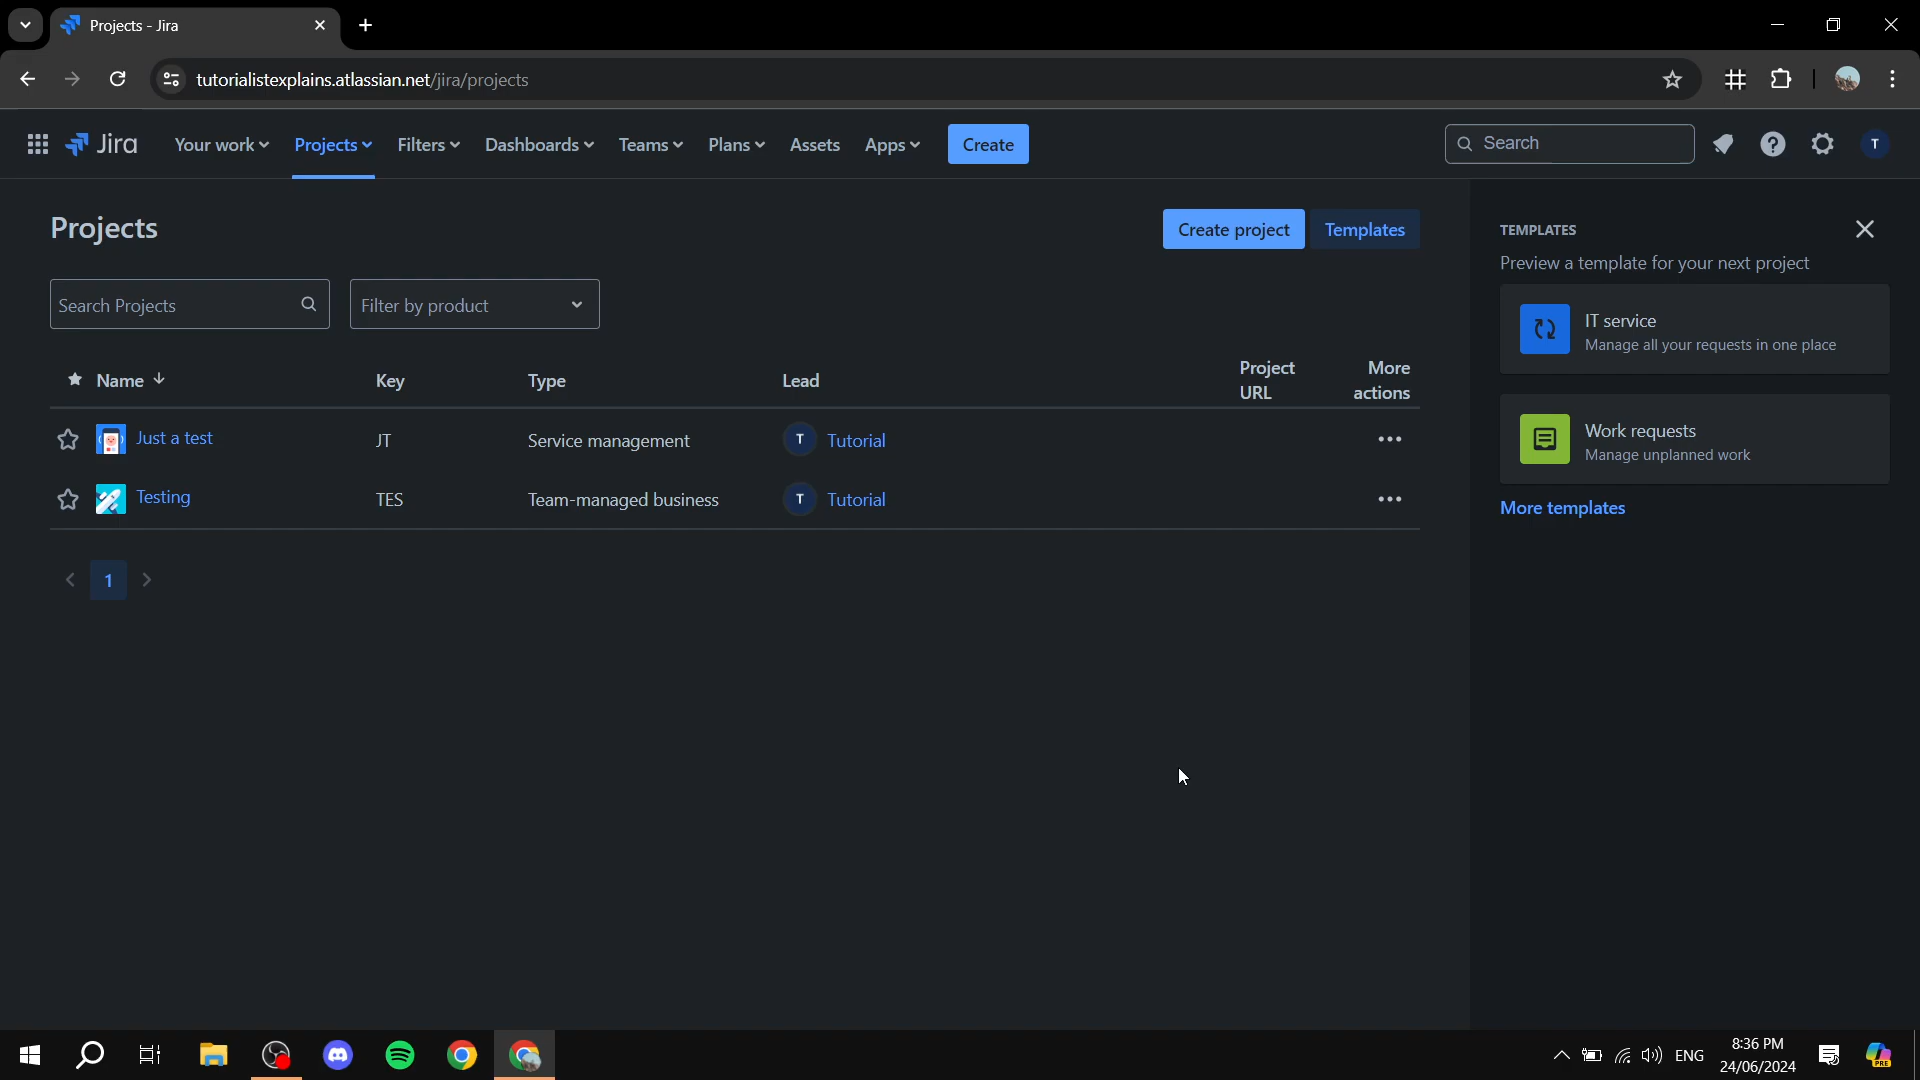 Projects - Jira
tutorialistexplains.atlassian.net/jira/projects
Jira Your work Projects Filters Dashboards Teams Plans Assets Apps Create Search T
Projects
Create project Templates
Search Projects Filter by product
Name Key Type Lead Project URL More actions
Just a test JT Service management T Tutorial
Testing TES Team-managed business T Tutorial
1
TEMPLATES
Preview a template for your next project
IT service
Manage all your requests in one place
Work requests
Manage unplanned work
More templates
ENG
8:36 PM
24/06/2024
PRE